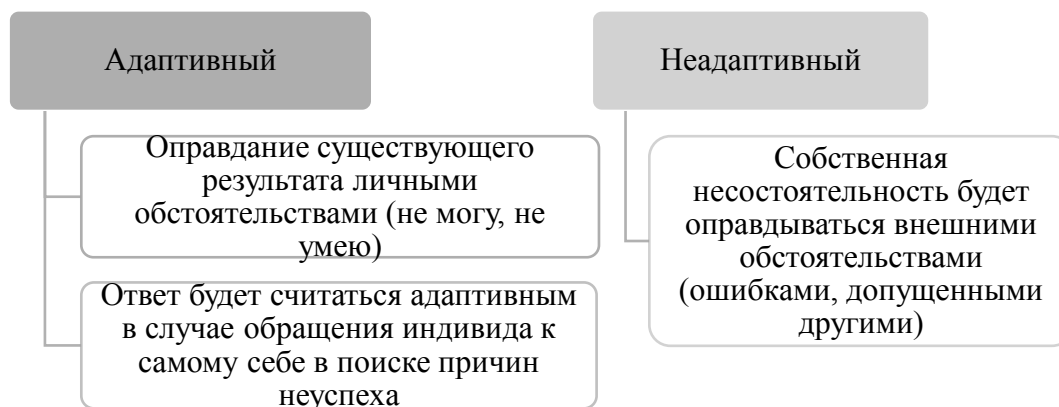 Адаптивный
Оправдание существующего
результата личными
обстоятельствами (не могу, не
умею)
Ответ будет считаться адаптивным
в случае обращения индивида к
самому себе в поиске причин
неуспеха
Неадаптивный
Собственная
несостоятельность будет
оправдываться внешними
обстоятельствами
(ошибками, допущенными
другими)